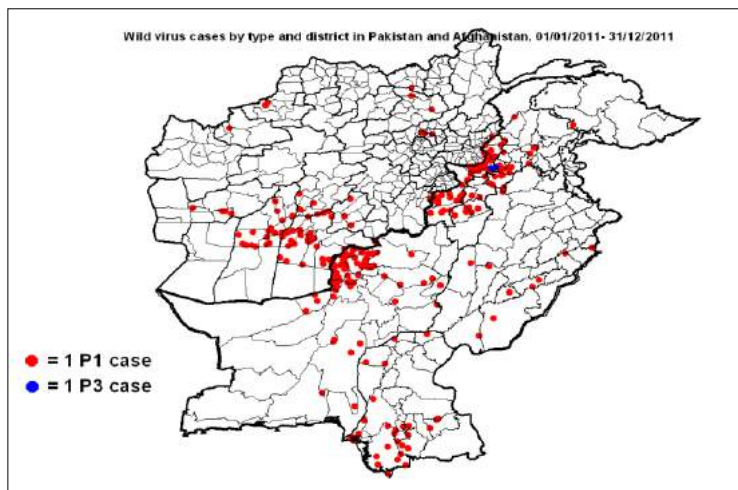 Wild virus cases by type and district in Pakistan and Afghanistan, 01/01/2011- 31/12/2011
= 1 P1 case
= 1 P3 case